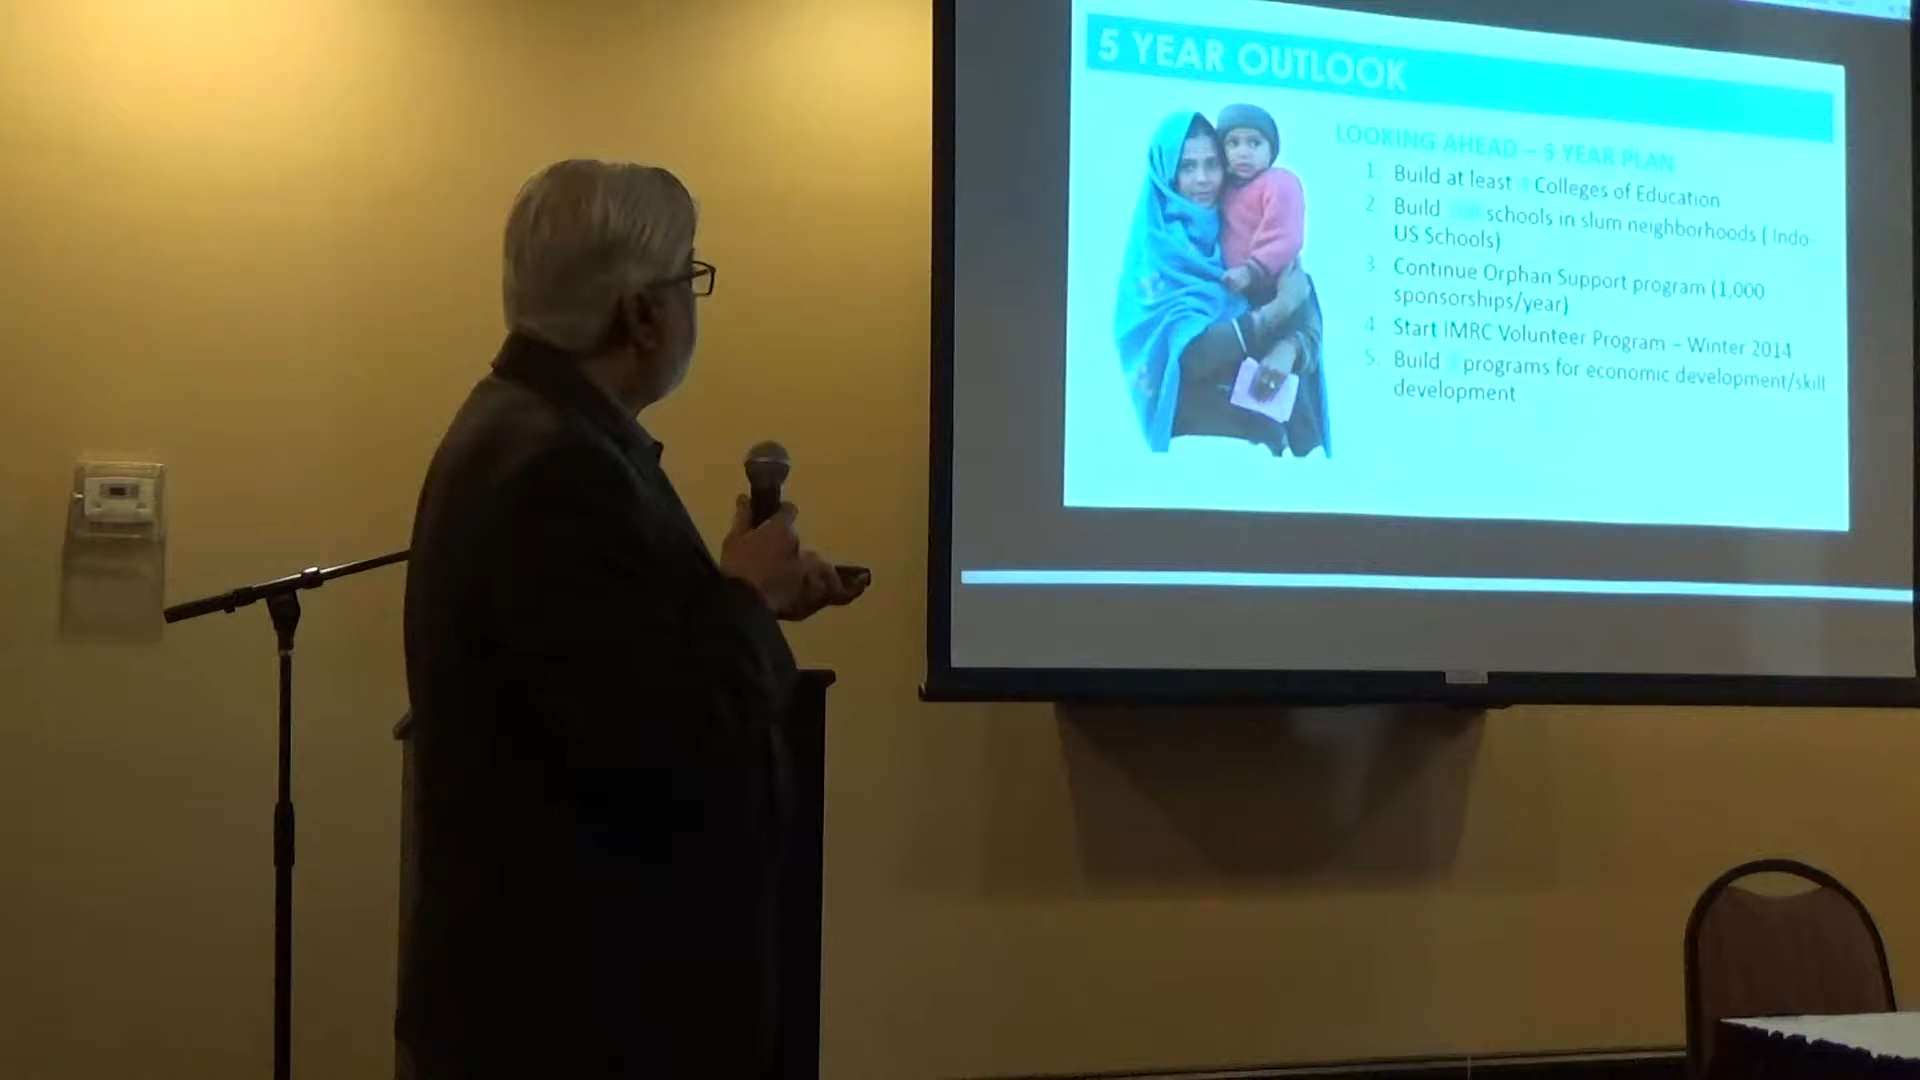 5 YEAR OUTLOOK
LOOKING AHEAD – 5 YEAR PLAN
1. Build at least Colleges of Education
2. Build schools in slum neighborhoods ( Indo-
US Schools)
3. Continue Orphan Support program (1,000
sponsorships/year)
4. Start IMRC Volunteer Program – Winter 2014
5. Build programs for economic development/skill
development